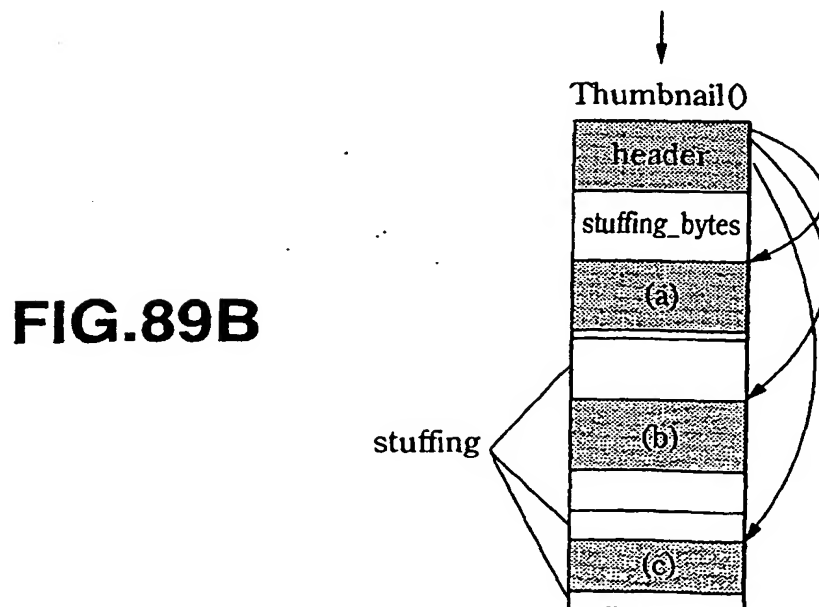 Thumbnail()
header
stuffing_bytes
(a)
FIG.89B
(b)
stuffing
(c)